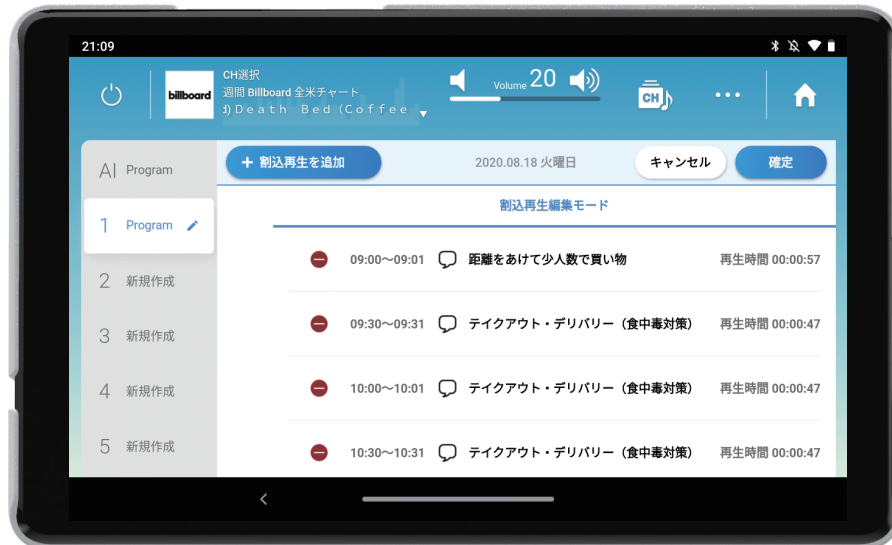 21:09
billboard
CH選択
週間 Billboard 全米チャート
d) Death Bed (Coffee
Volume 20
CH
AI Program
+ 割込再生を追加
2020.08.18 火曜日
キャンセル
確定
1 Program
割込再生編集モード
09:00〜09:01 距離をあけて少人数で買い物 再生時間 00:00:57
2 新規作成
09:30〜09:31 テイクアウト・デリバリー（食中毒対策） 再生時間 00:00:47
3 新規作成
10:00〜10:01 テイクアウト・デリバリー（食中毒対策） 再生時間 00:00:47
4 新規作成
10:30〜10:31 テイクアウト・デリバリー（食中毒対策） 再生時間 00:00:47
5 新規作成